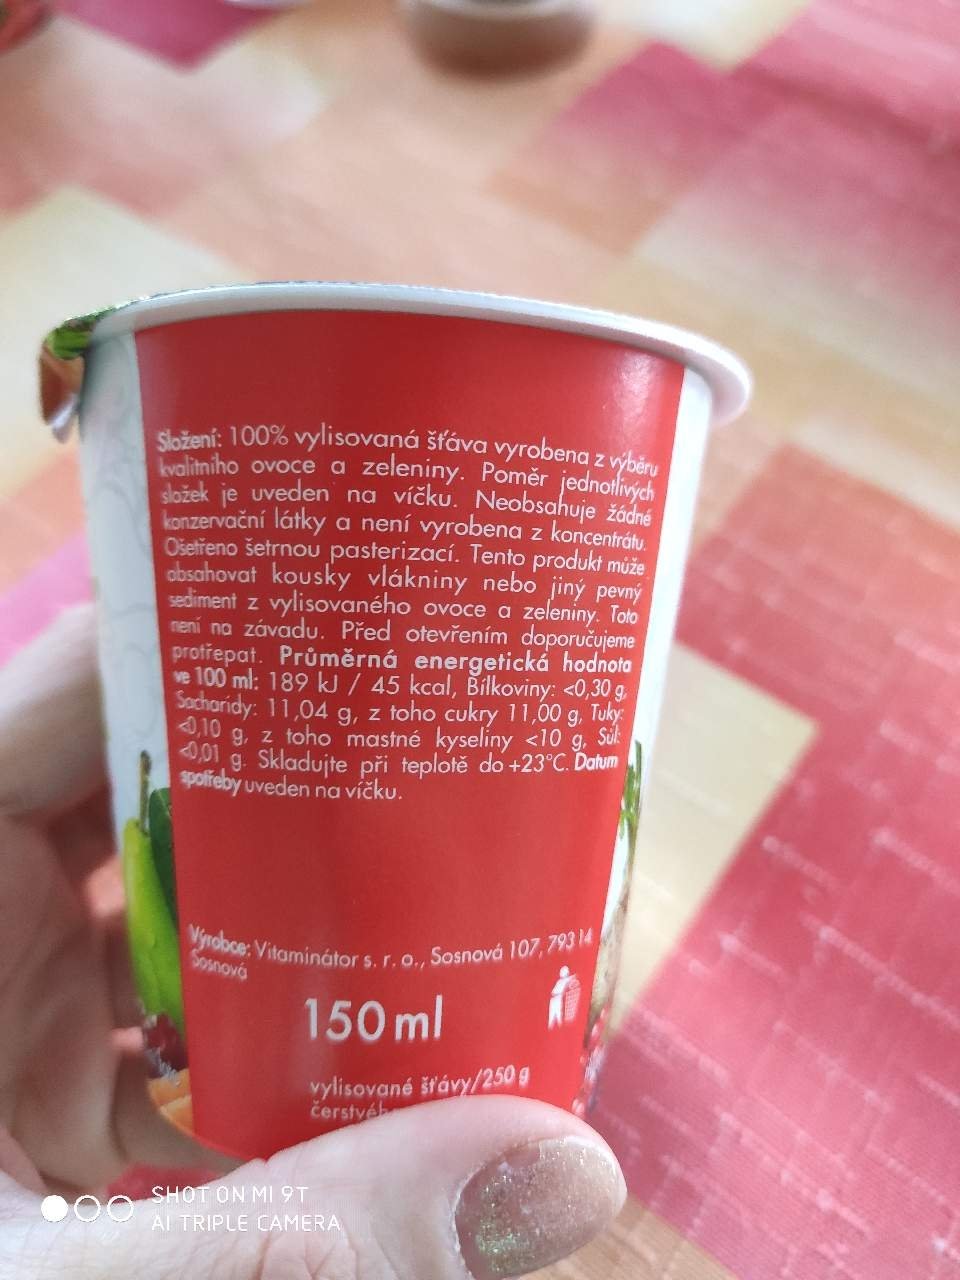 Složení: 100% vylisovaná šťáva vyrobena z výběru
kvalitního ovoce a zeleniny. Poměr jednotlivých
složek je uveden na víčku. Neobsahuje žádné
konzervační látky a není vyrobena z koncentrátu.
Ošetřeno šetrnou pasterizací. Tento produkt může
obsahovat kousky vlákniny nebo jiný pevný
sediment z vylisovaného ovoce a zeleniny. Toto
není na závadu. Před otevřením doporučujeme
protřepat. Průměrná energetická hodnota
ve 100 ml: 189 kJ / 45 kcal, Bílkoviny: <0,30 g,
Sacharidy: 11,04 g, z toho cukry 11,00 g, Tuky:
<0,10 g, z toho mastné kyseliny <10 g, Sůl:
<0,01 g. Skladujte při teplotě do +23°C. Datum
spotřeby uveden na víčku.
Výrobce: Vitaminátor s. r. o., Sosnová 107, 793 14
Sosnová
150 ml
vylisované šťávy/250 g
SHOT ON MI 9T
AI TRIPLE CAMERA